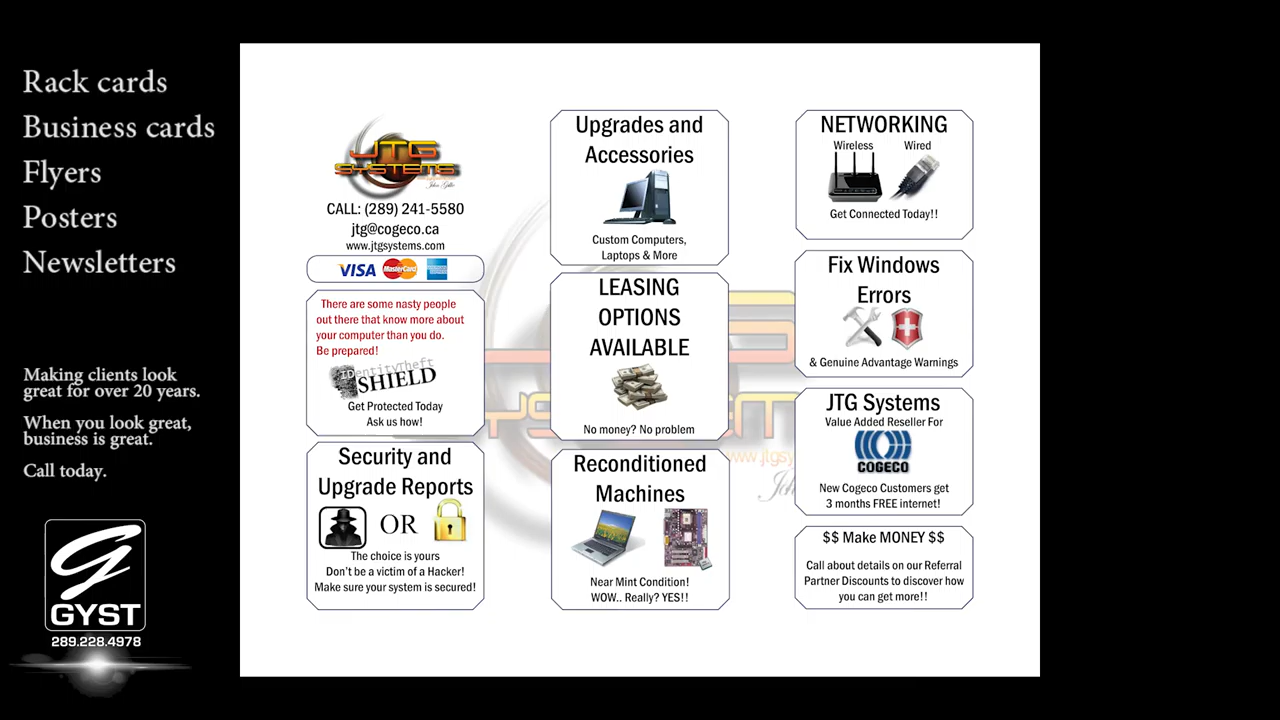 Rack cards
Business cards
Flyers
Posters
Newsletters
Making clients look
great for over 20 years.
When you look great,
business is great.
Call today.
GYST
289.228.4978
JTG
SYSTEMS
CALL: (289) 241-5580
jtg@cogeco.ca
www.jtgsystems.com
VISA MasterCard
There are some nasty people
out there that know more about
your computer than you do.
Be prepared!
IdentityTheft
SHIELD
Get Protected Today
Ask us how!
Security and
Upgrade Reports
OR
The choice is yours
Don't be a victim of a Hacker!
Make sure your system is secured!
Upgrades and
Accessories
Custom Computers,
Laptops & More
LEASING
OPTIONS
AVAILABLE
No money? No problem
Reconditioned
Machines
Near Mint Condition!
WOW.. Really? YES!!
NETWORKING
Wireless Wired
Get Connected Today!!
Fix Windows
Errors
& Genuine Advantage Warnings
JTG Systems
Value Added Reseller For
COGECO
New Cogeco Customers get
3 months FREE internet!
$$ Make MONEY $$
Call about details on our Referral
Partner Discounts to discover how
you can get more!!